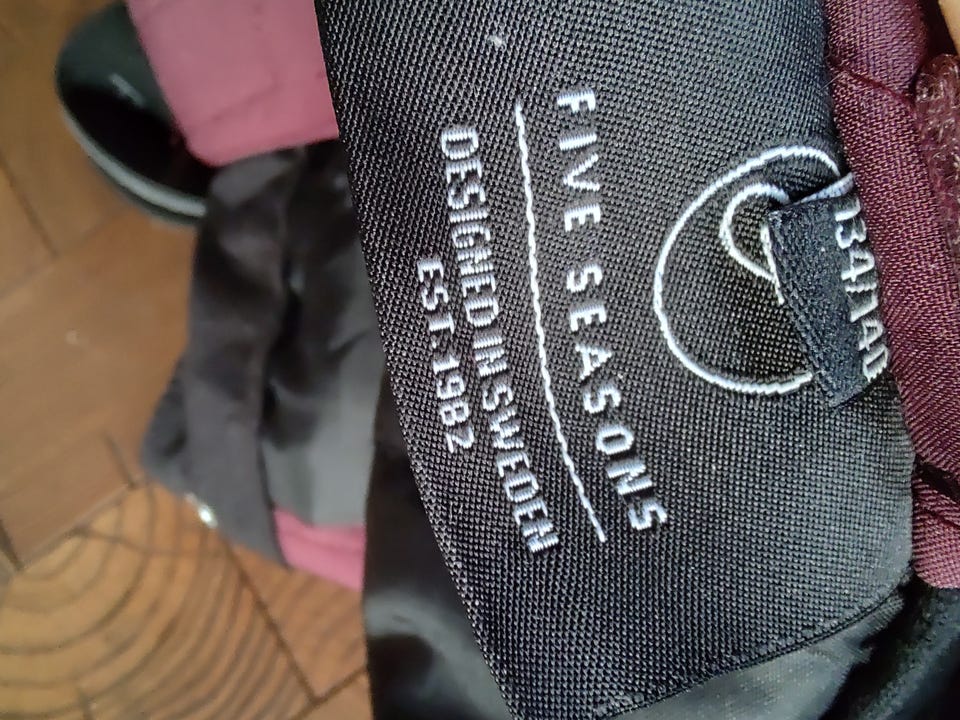 134/140
FIVE SEASONS
DESIGNED IN SWEDEN
EST.1982